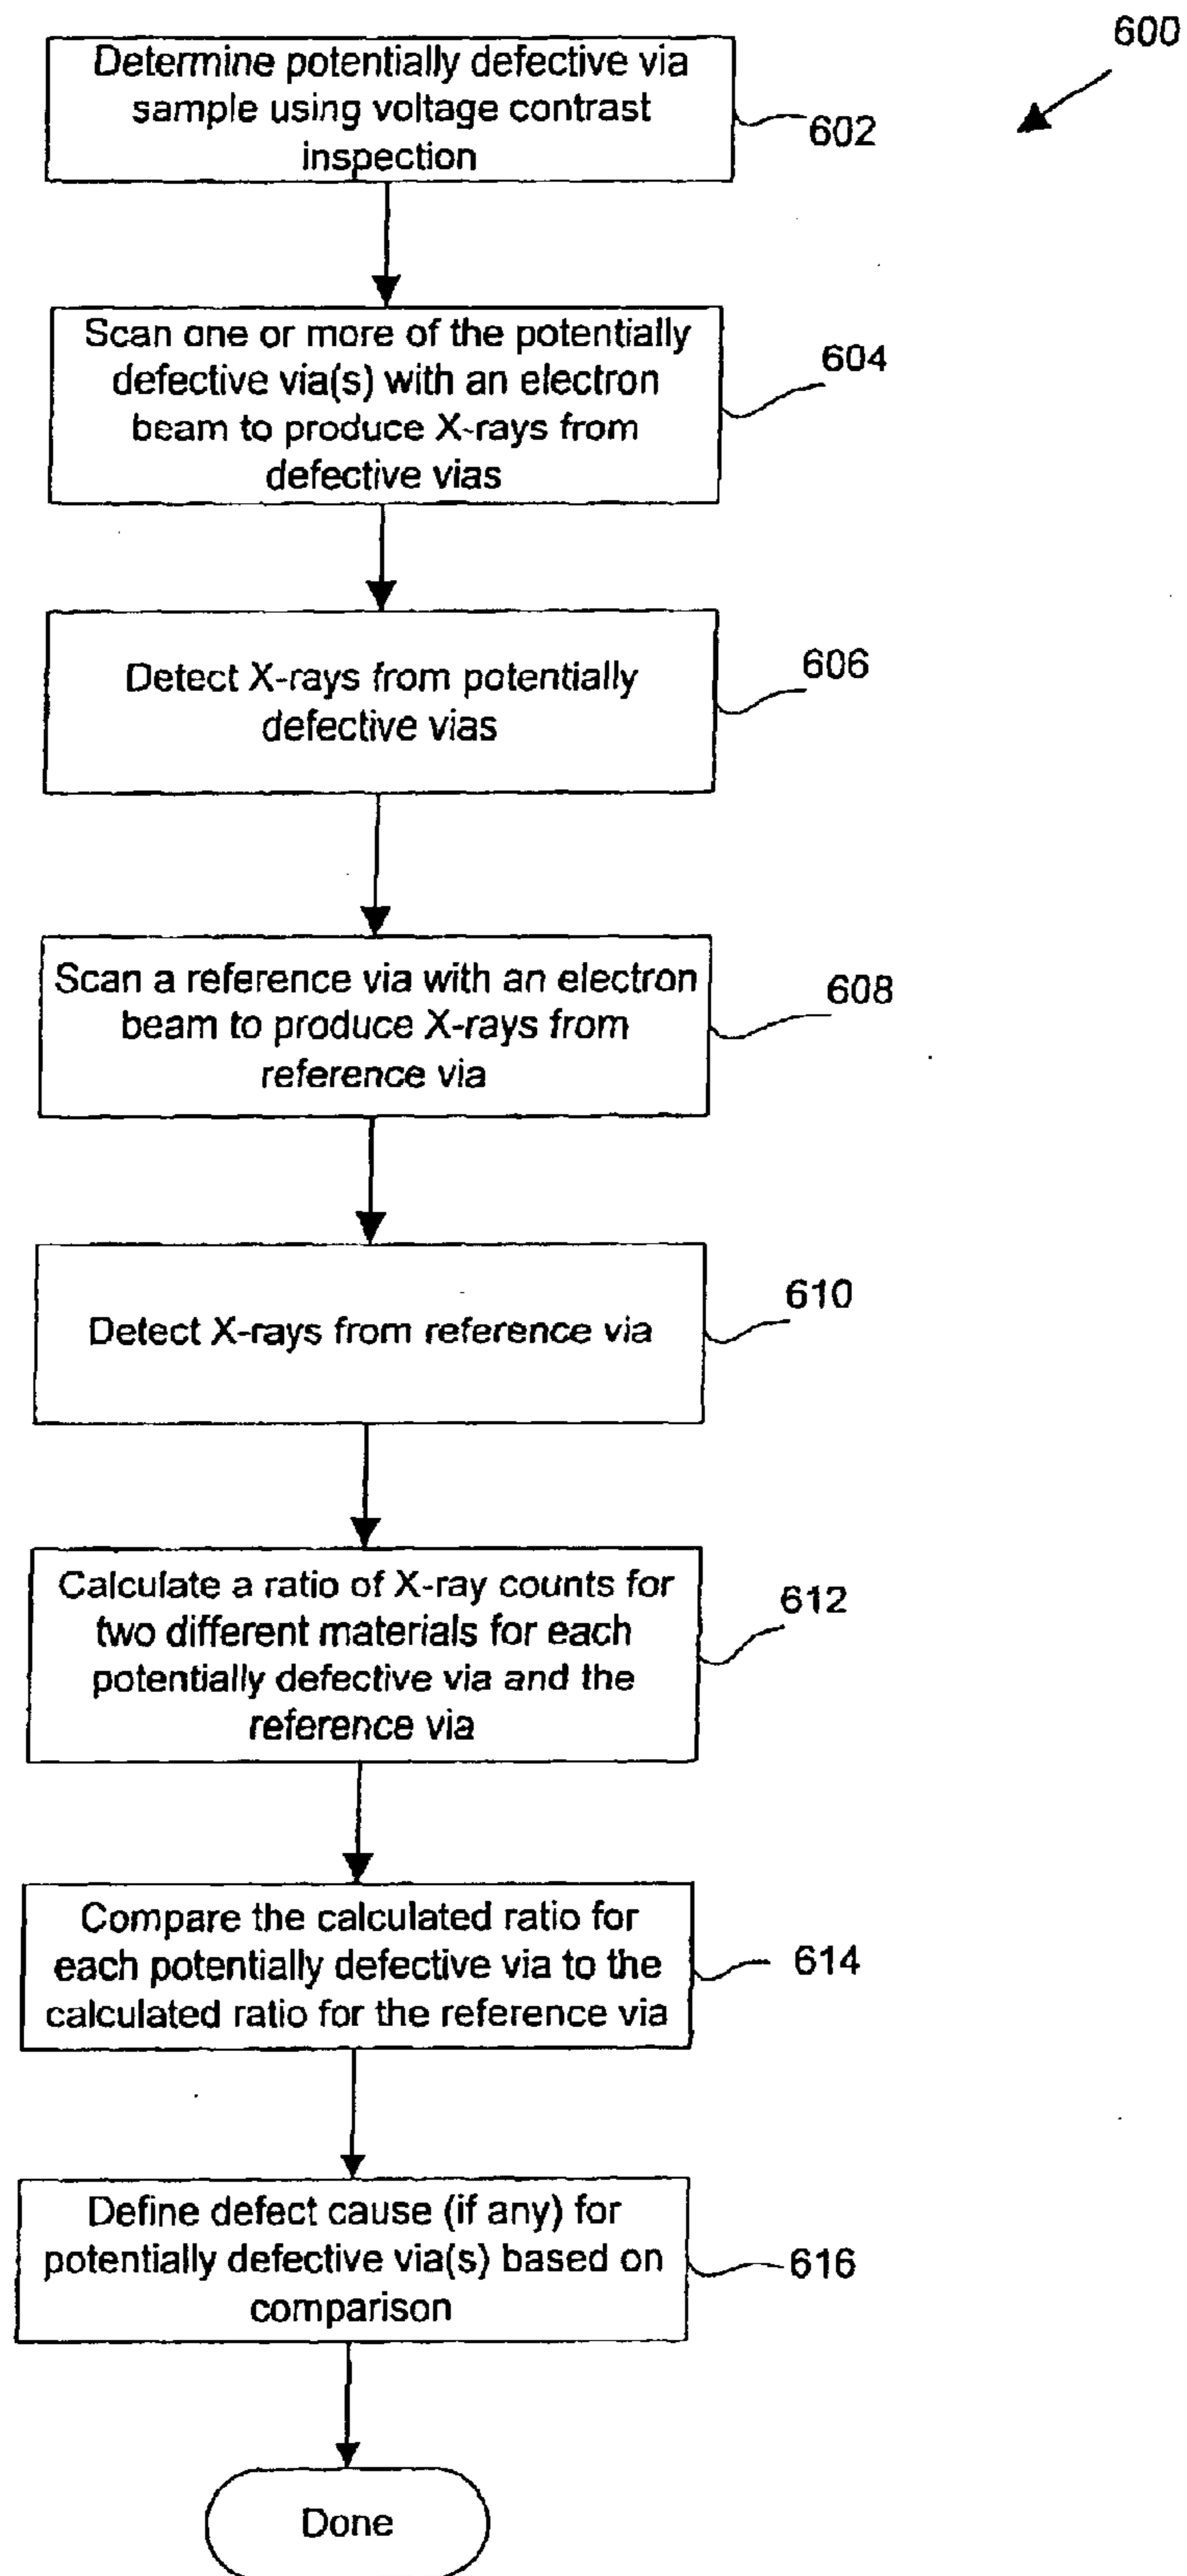 600
Determine potentially defective via
sample using voltage contrast
inspection
602
Scan one or more of the potentially
defective via(s) with an electron
beam to produce X-rays from
defective vias
604
Detect X-rays from potentially
defective vias
606
Scan a reference via with an electron
beam to produce X-rays from
reference via
608
Detect X-rays from reference via
610
Calculate a ratio of X-ray counts for
two different materials for each
potentially defective via and the
reference via
612
Compare the calculated ratio for
each potentially defective via to the
calculated ratio for the reference via
614
Define defect cause (if any) for
potentially defective via(s) based on
comparison
616
Done